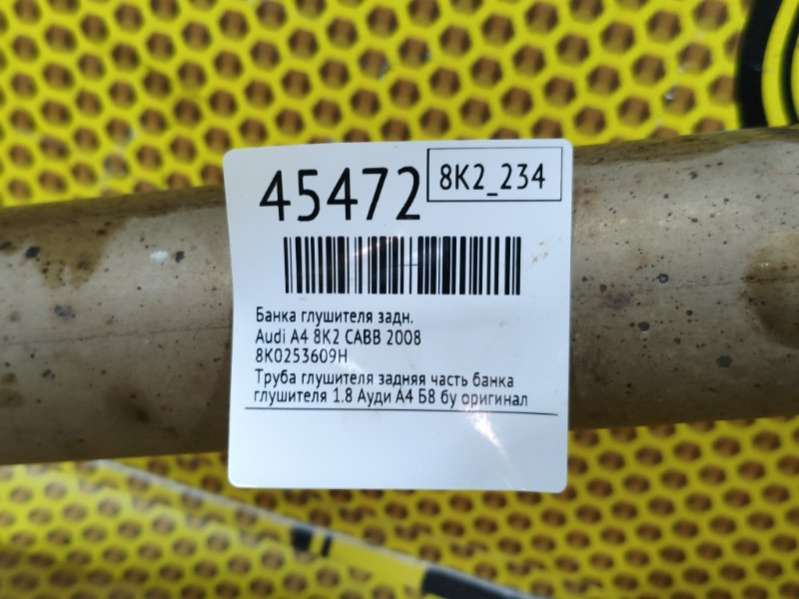 45472
8K2_234
Банка глушителя задн.
Audi A4 8K2 CABB 2008
8K0253609H
Труба глушителя задняя часть банка
глушителя 1.8 Ауди А4 Б8 бу оригинал